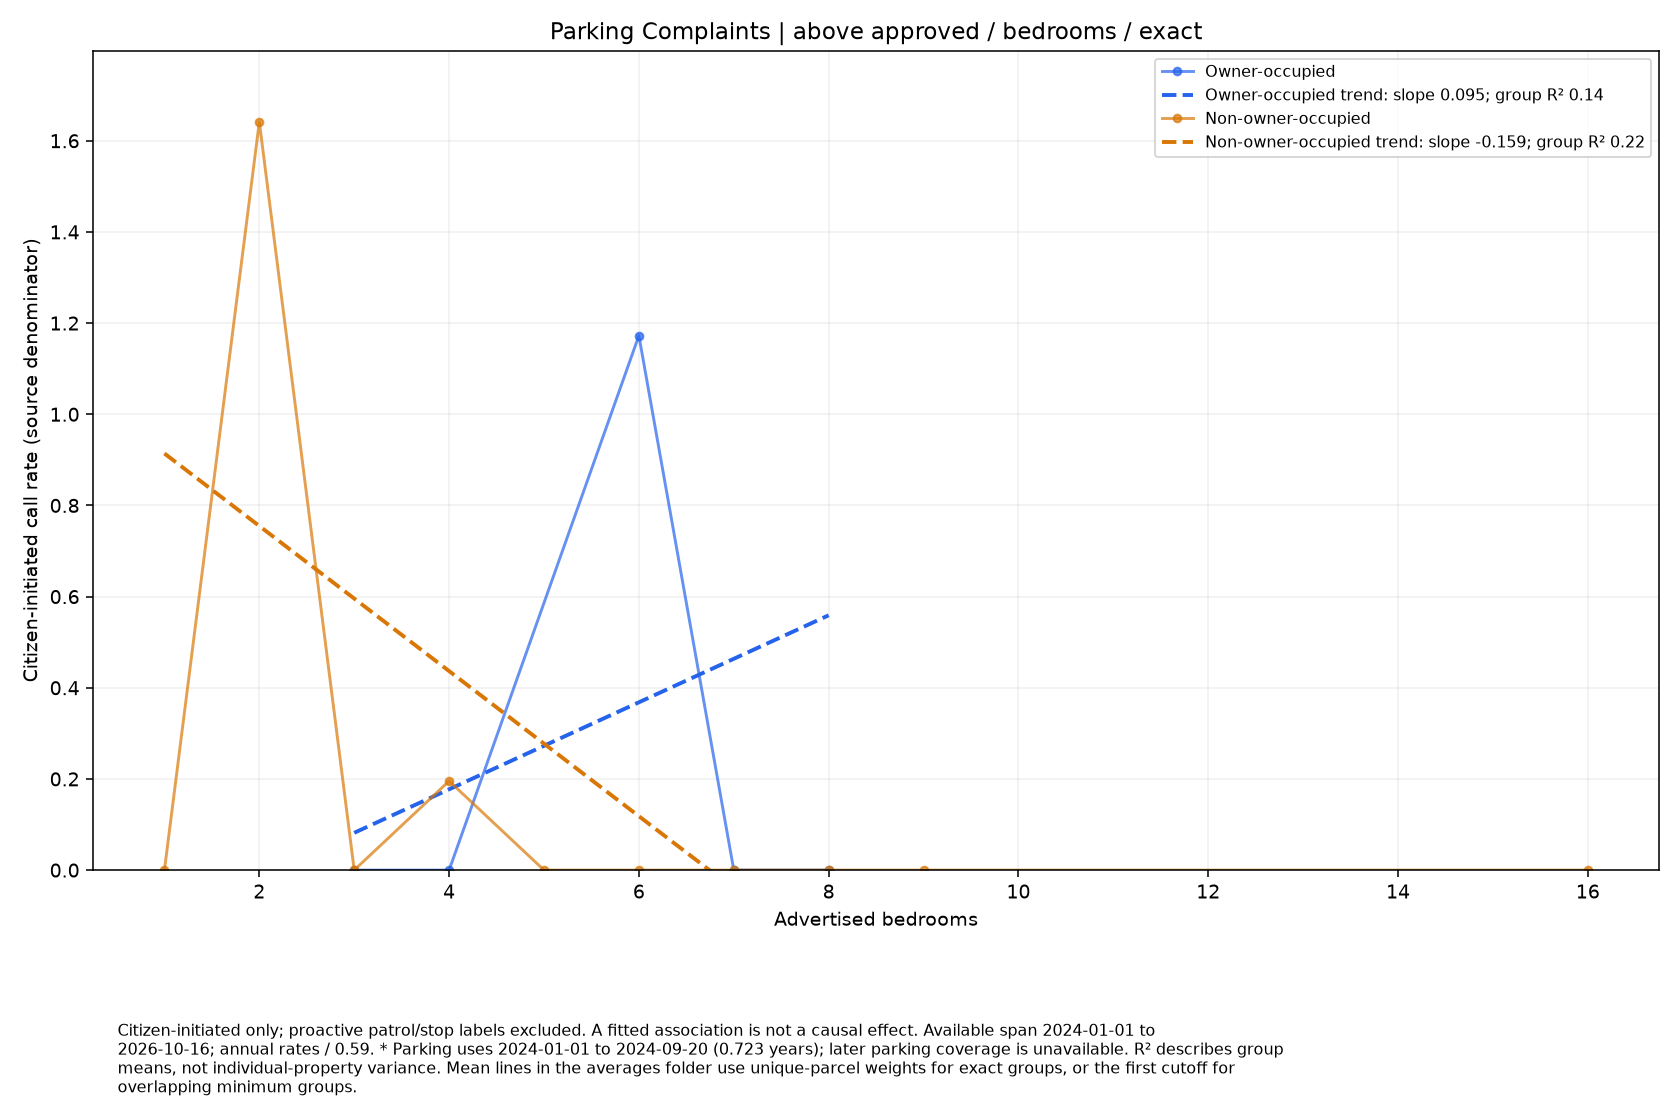 Parking Complaints | above approved / bedrooms / exact
Owner-occupied
Owner-occupied trend: slope 0.095; group R² 0.14
Non-owner-occupied
Non-owner-occupied trend: slope -0.159; group R² 0.22
Citizen-initiated call rate (source denominator)
1.6
1.4
1.2
1.0
0.8
0.6
0.4
0.2
0.0
2 4 6 8 10 12 14 16
Advertised bedrooms
Citizen-initiated only; proactive patrol/stop labels excluded. A fitted association is not a causal effect. Available span 2024-01-01 to
2026-10-16; annual rates / 0.59. * Parking uses 2024-01-01 to 2024-09-20 (0.723 years); later parking coverage is unavailable. R² describes group
means, not individual-property variance. Mean lines in the averages folder use unique-parcel weights for exact groups, or the first cutoff for
overlapping minimum groups.